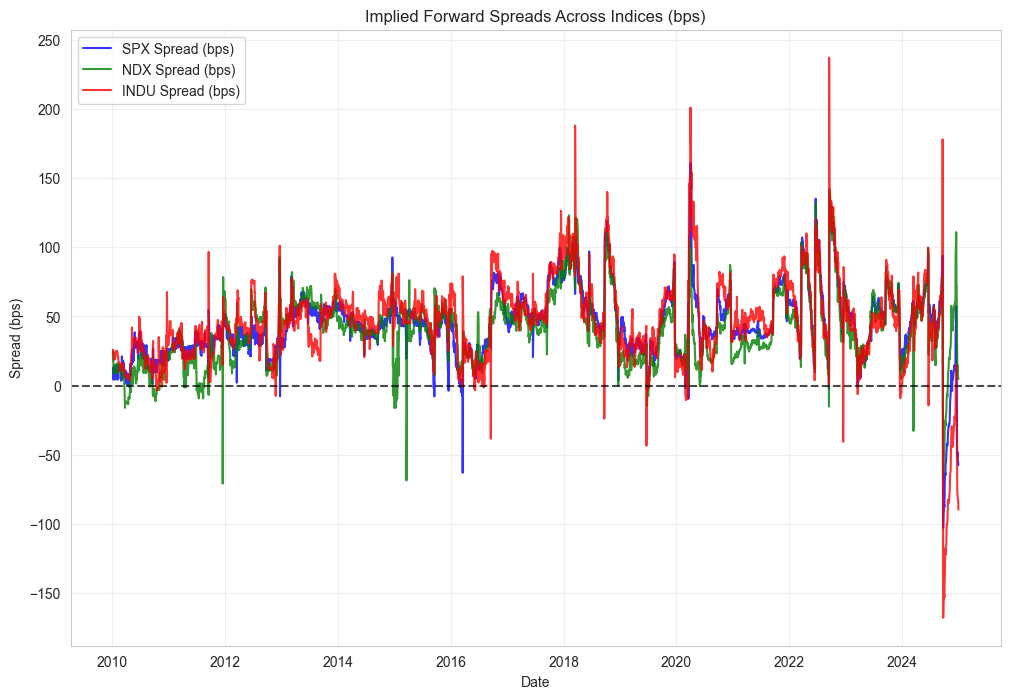 Implied Forward Spreads Across Indices (bps)
SPX Spread (bps)
NDX Spread (bps)
INDU Spread (bps)
Spread (bps)
250
200
150
100
50
0
−50
−100
−150
2010
2012
2014
2016
2018
2020
2022
2024
Date